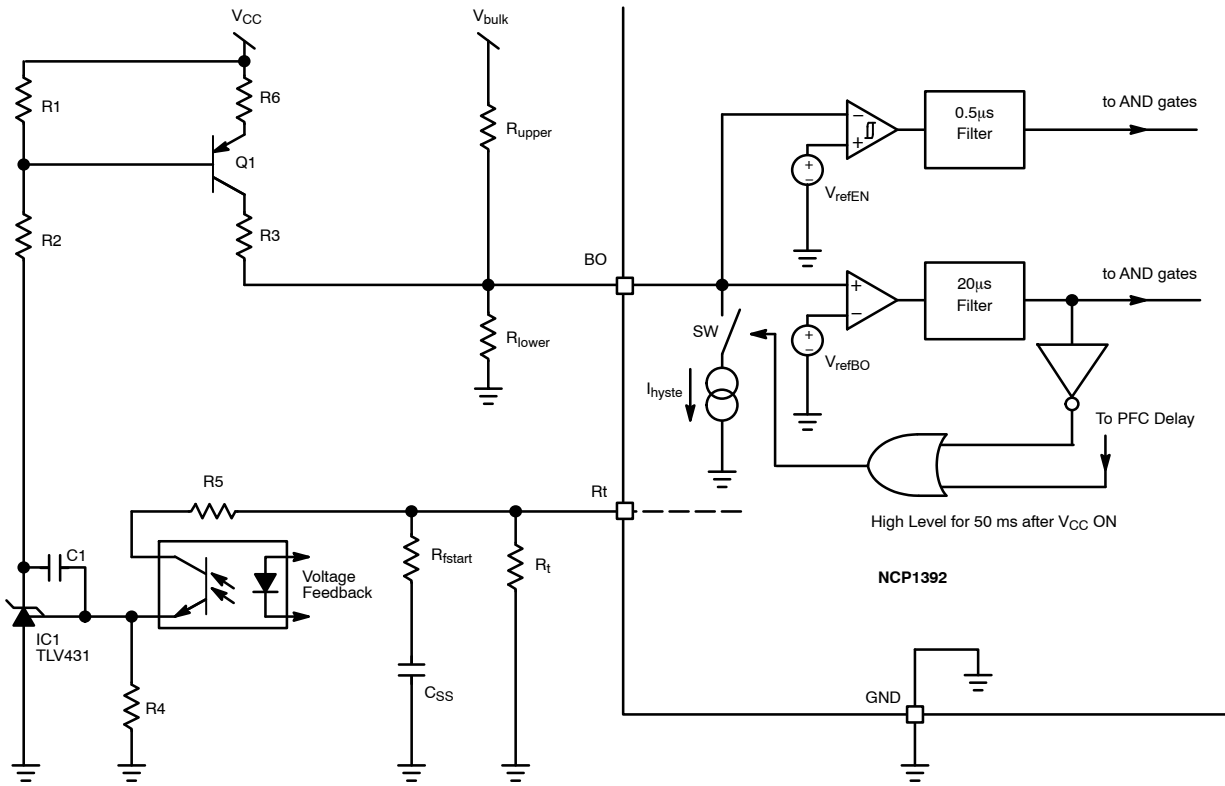 VCC
Vbulk
R1
R6
Rupper
Q1
R2
R3
Rlower
BO
− 
+
+
−
VrefEN
0.5μs
Filter
to AND gates
+
−
+
−
VrefBO
20μs
Filter
to AND gates
SW
Ihyste
To PFC Delay
High Level for 50 ms after VCC ON
NCP1392
R5
Rt
C1
IC1
TLV431
R4
Voltage
Feedback
Rfstart
Rt
CSS
GND